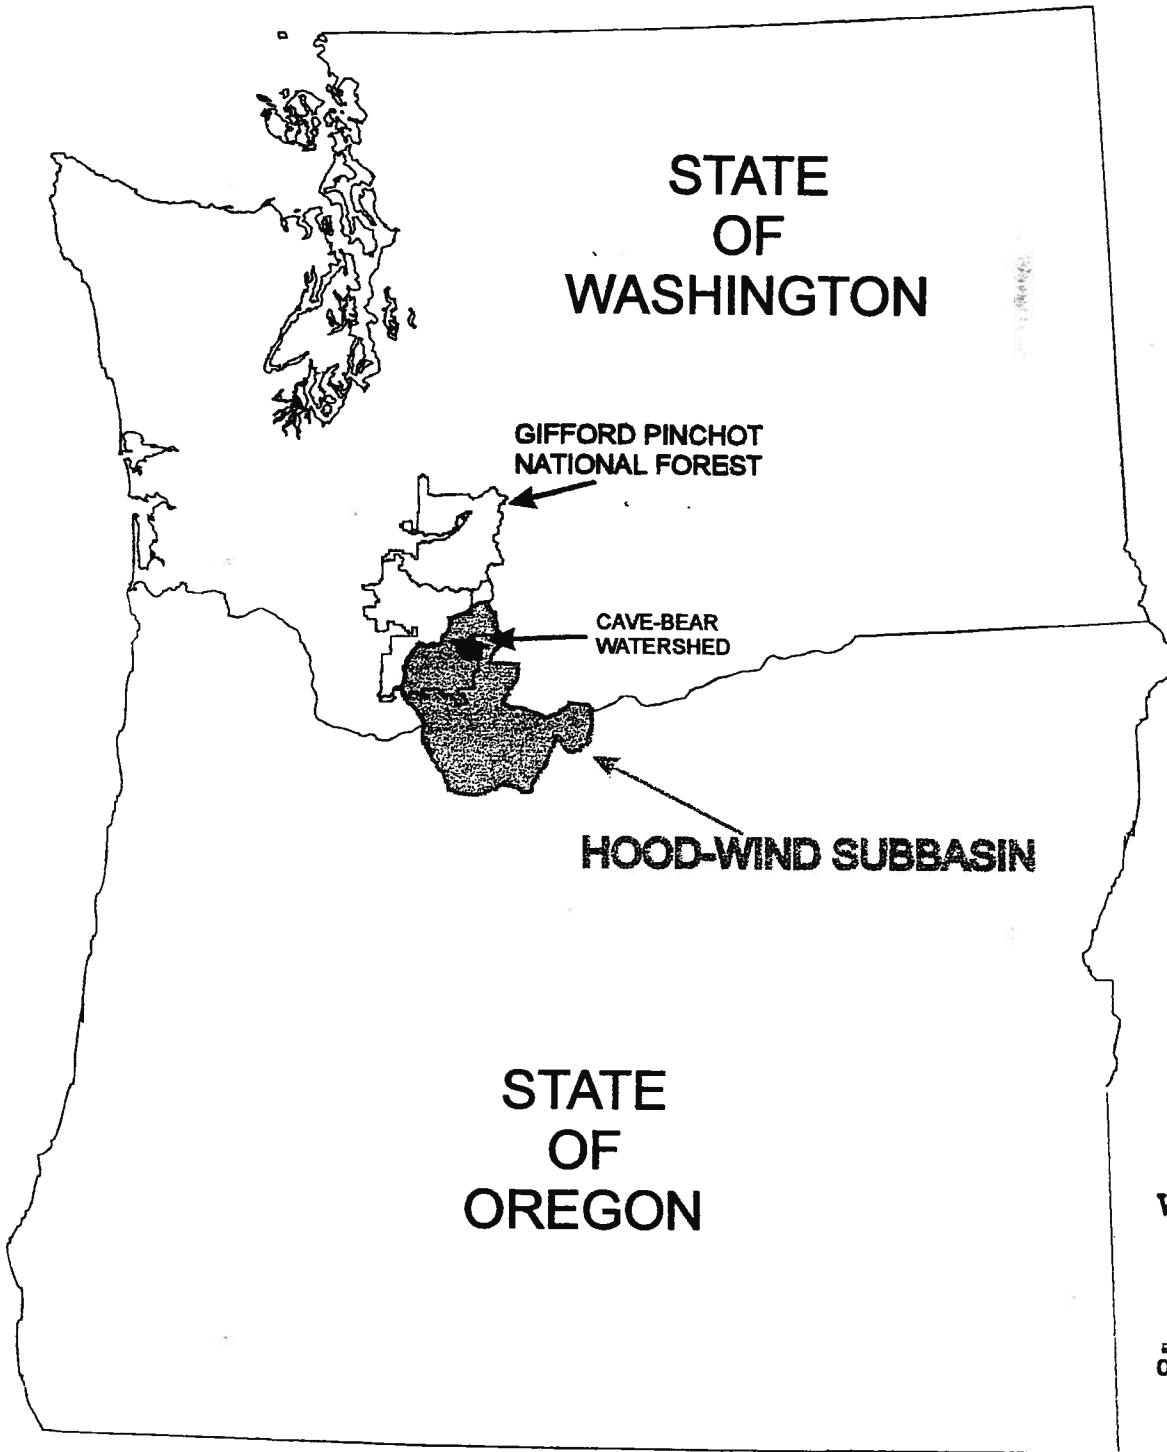 STATE
OF
WASHINGTON
GIFFORD PINCHOT
NATIONAL FOREST
CAVE-BEAR
WATERSHED
HOOD-WIND SUBBASIN
STATE
OF
OREGON